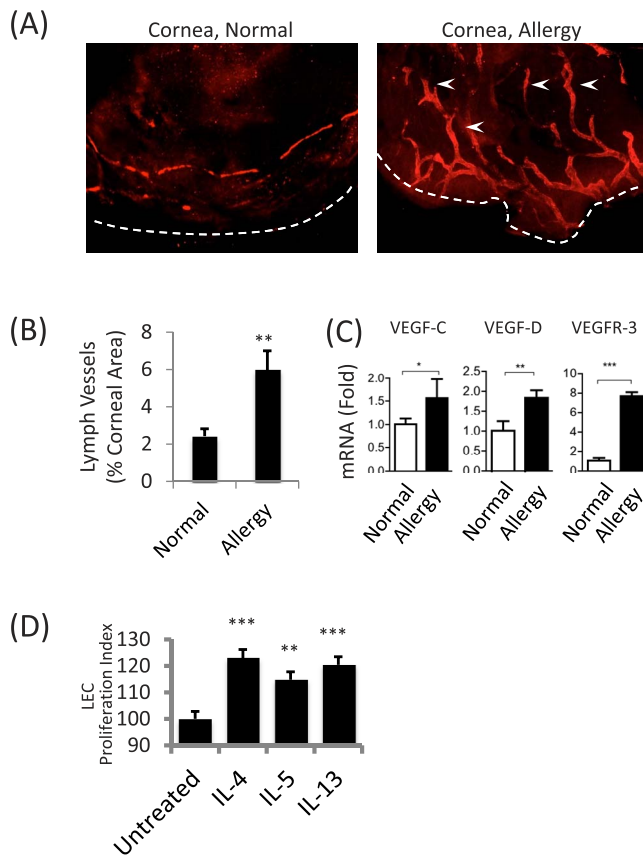 (A)
Cornea, Normal
Cornea, Allergy
(B)
Lymph Vessels
(% Corneal Area)
8
6
4
2
0
**
Normal
Allergy
(C)
VEGF-C
VEGF-D
VEGFR-3
mRNA (Fold)
2.0
1.5
1.0
0.5
0.0
*
Normal
Allergy
2.5
2.0
1.5
1.0
0.5
0.0
**
Normal
Allergy
10
8
6
4
2
0
***
Normal
Allergy
(D)
LEC
Proliferation Index
130
120
110
100
90
***
**
***
Untreated
IL-4
IL-5
IL-13